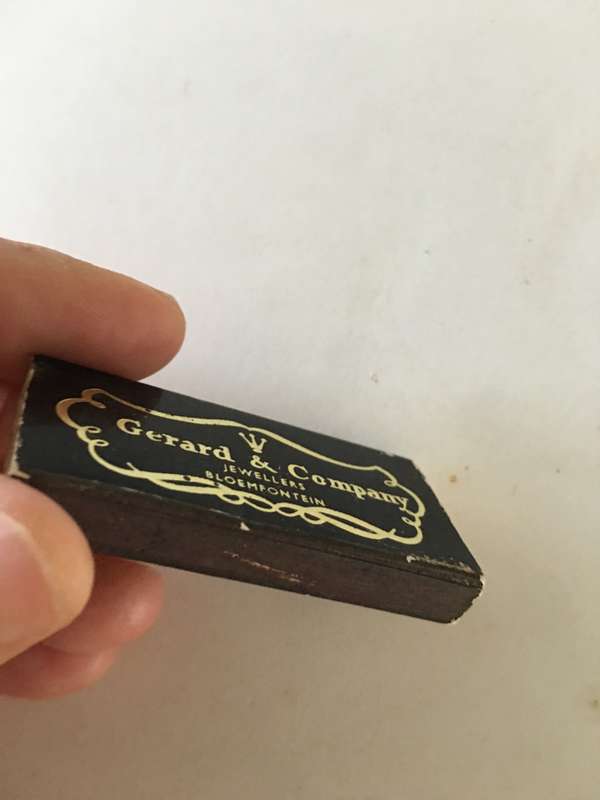 Gerard & Company
JEWELLERS
BLOEMFONTEIN